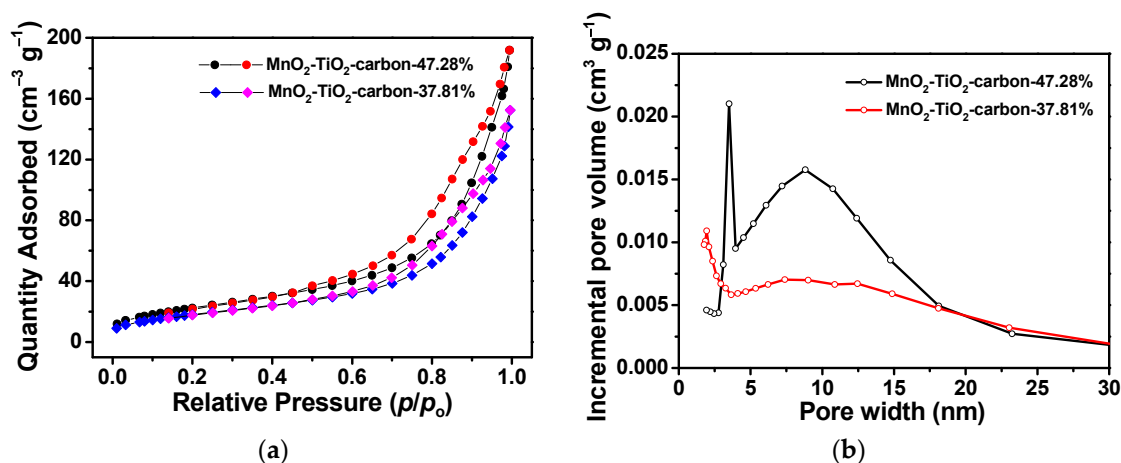 Quantity Adsorbed (cm⁻³ g⁻¹)
200
160
120
80
40
0
MnO₂-TiO₂-carbon-47.28%
MnO₂-TiO₂-carbon-37.81%
0.0 0.2 0.4 0.6 0.8 1.0
Relative Pressure (p/pₒ)
(a)
Incremental pore volume (cm³ g⁻¹)
0.025
0.020
0.015
0.010
0.005
0.000
MnO₂-TiO₂-carbon-47.28%
MnO₂-TiO₂-carbon-37.81%
0 5 10 15 20 25 30
Pore width (nm)
(b)